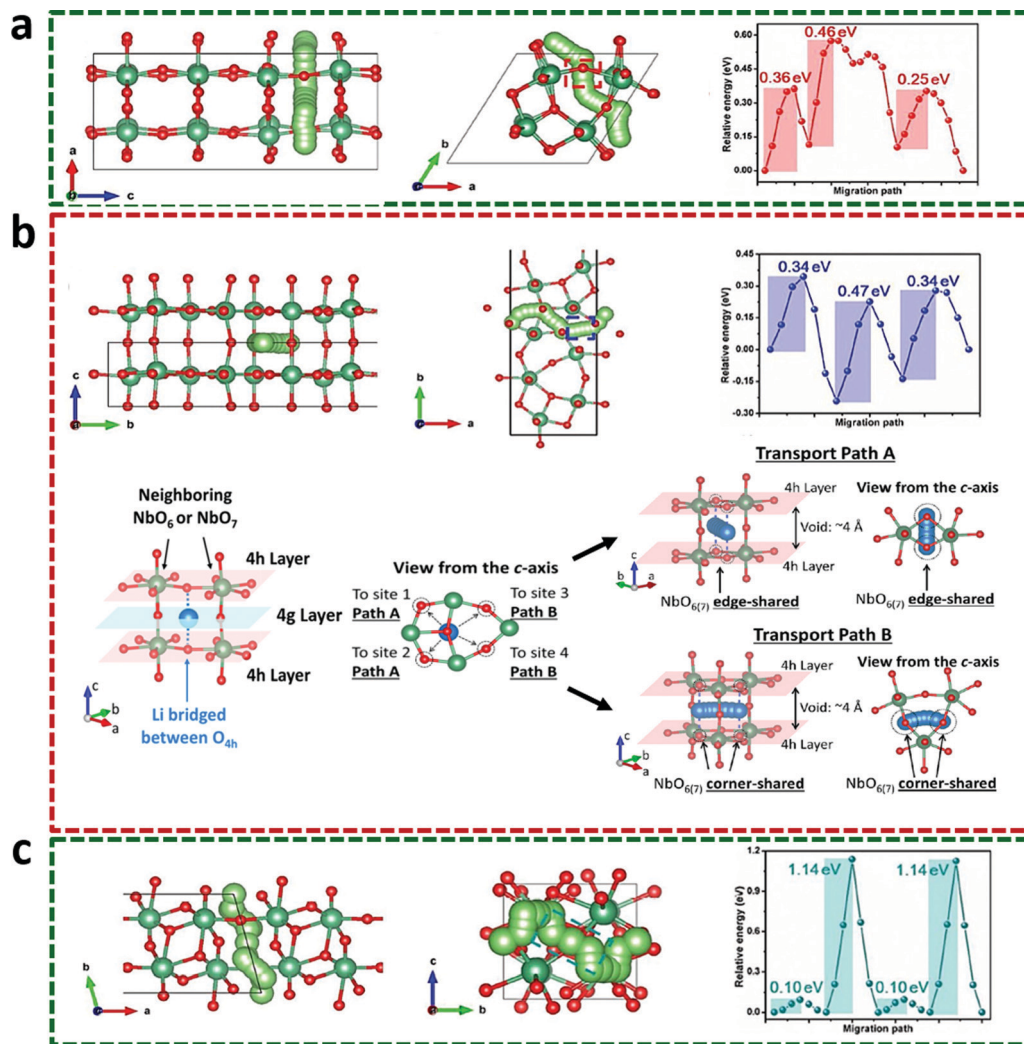 a
a
c
b
a
Relative energy (eV)
0.60
0.45
0.30
0.15
0.00
0.36 eV
0.46 eV
0.25 eV
Migration path
b
c
b
b
a
Relative energy (eV)
0.45
0.30
0.15
0.00
-0.15
-0.30
0.34 eV
0.47 eV
0.34 eV
Migration path
Neighboring
NbO6 or NbO7
4h Layer
4g Layer
4h Layer
c
b
a
Li bridged
between O4h
View from the c-axis
To site 1
Path A
To site 3
Path B
To site 2
Path A
To site 4
Path B
Transport Path A
4h Layer
Void: ~4 Å
4h Layer
c
b
a
NbO6(7) edge-shared
View from the c-axis
NbO6(7) edge-shared
Transport Path B
4h Layer
Void: ~4 Å
4h Layer
c
b
a
NbO6(7) corner-shared
View from the c-axis
NbO6(7) corner-shared
c
b
a
c
b
Relative energy (eV)
1.2
0.9
0.6
0.3
0.0
1.14 eV
1.14 eV
0.10 eV
0.10 eV
Migration path